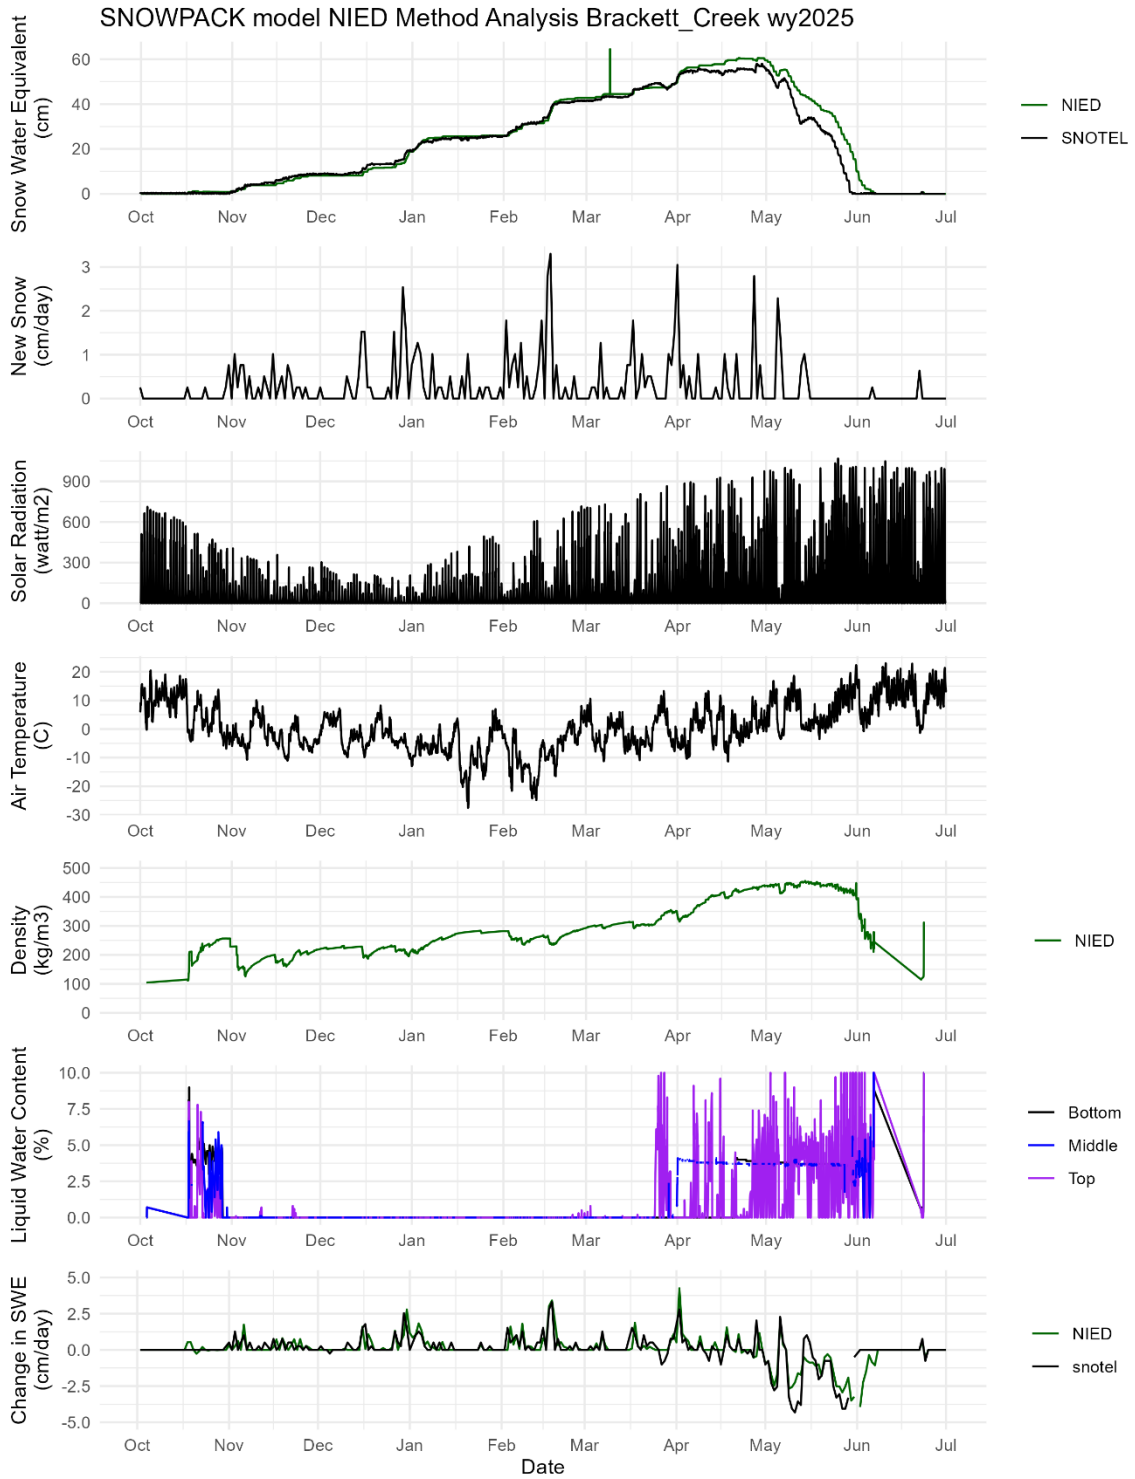 SNOWPACK model NIED Method Analysis Brackett_Creek wy2025
Snow Water Equivalent
(cm)
60
40
20
0
Oct Nov Dec Jan Feb Mar Apr May Jun Jul
NIED
SNOTEL
New Snow
(cm/day)
3
2
1
0
Oct Nov Dec Jan Feb Mar Apr May Jun Jul
Solar Radiation
(watt/m2)
900
600
300
0
Oct Nov Dec Jan Feb Mar Apr May Jun Jul
Air Temperature
(C)
20
10
0
-10
-20
-30
Oct Nov Dec Jan Feb Mar Apr May Jun Jul
Density
(kg/m3)
500
400
300
200
100
0
Oct Nov Dec Jan Feb Mar Apr May Jun Jul
NIED
Liquid Water Content
(%)
10.0
7.5
5.0
2.5
0.0
Oct Nov Dec Jan Feb Mar Apr May Jun Jul
Bottom
Middle
Top
Change in SWE
(cm/day)
5.0
2.5
0.0
-2.5
-5.0
Oct Nov Dec Jan Feb Mar Apr May Jun Jul
NIED
snotel
Date